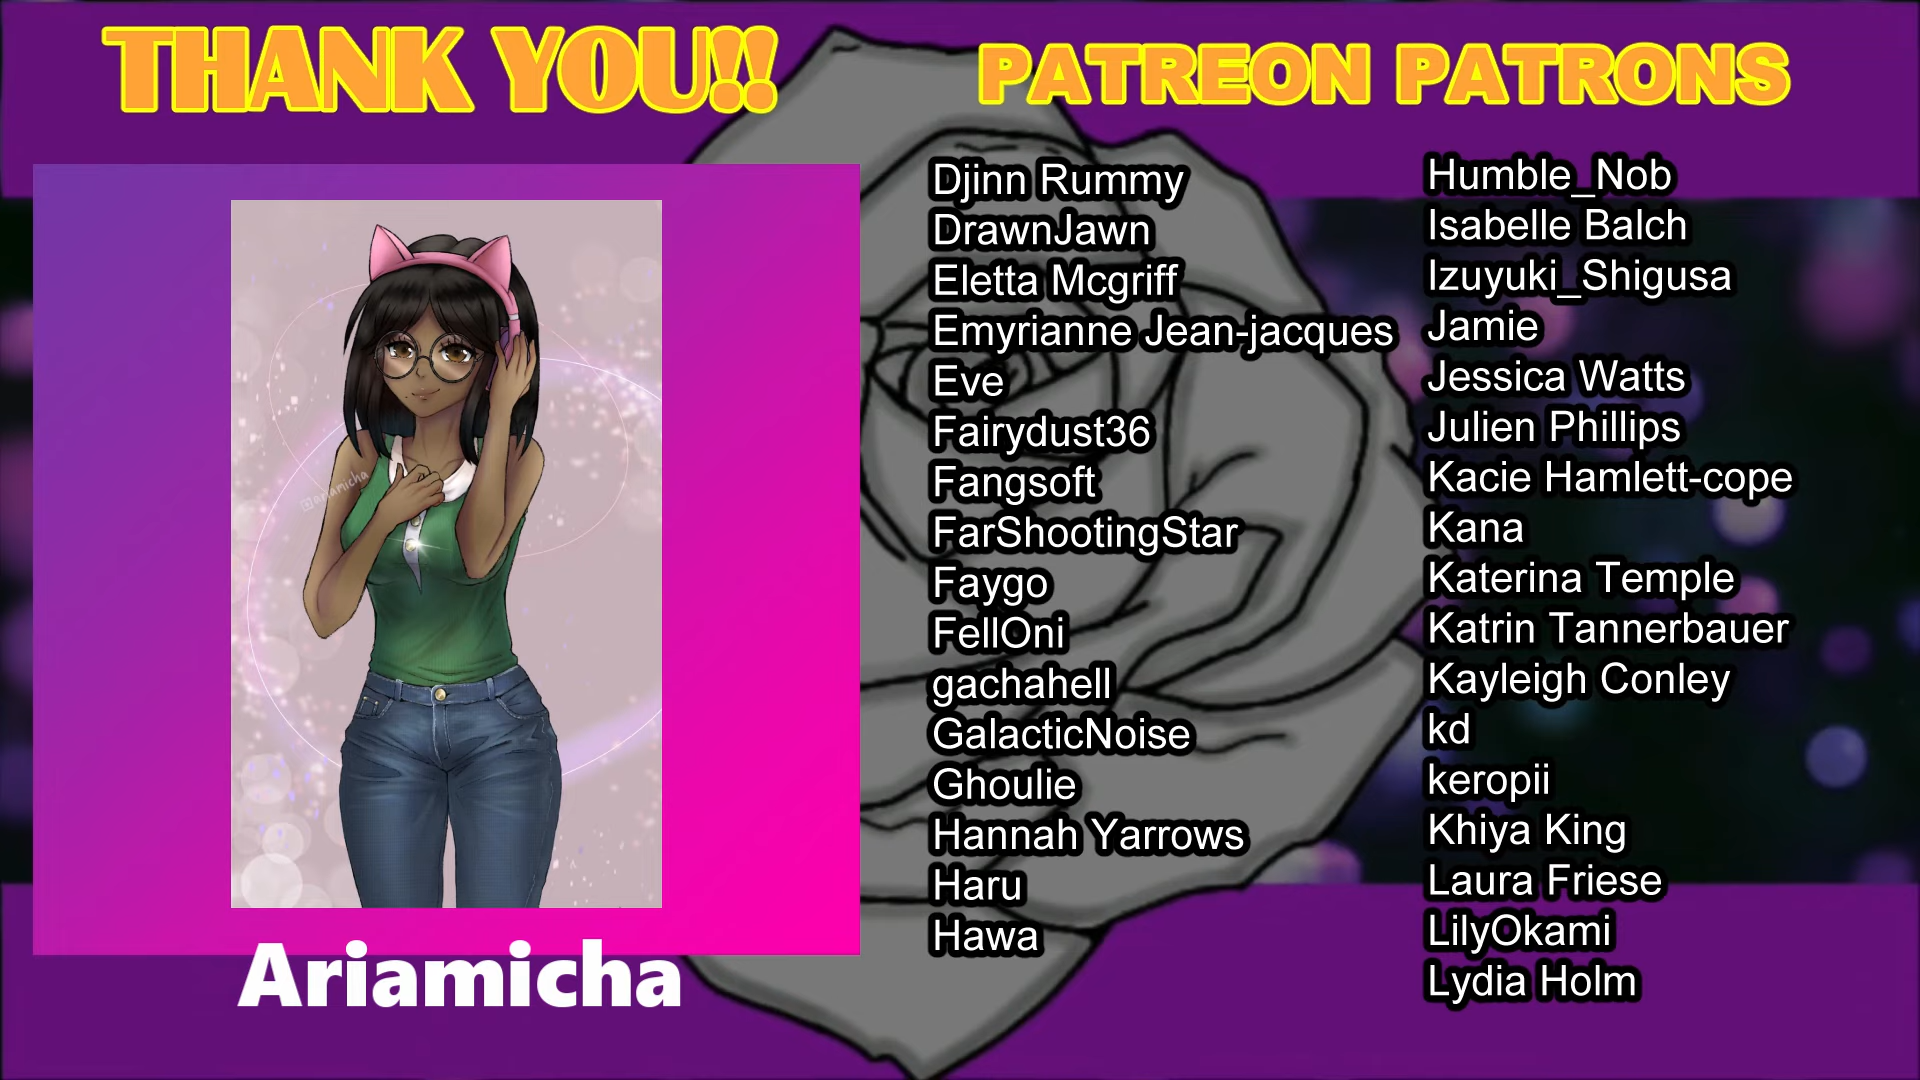 THANK YOU!!
PATREON PATRONS
Djinn Rummy
DrawnJawn
Eletta Mcgriff
Emyrianne Jean-jacques
Eve
Fairydust36
Fangsoft
FarShootingStar
Faygo
FellOni
gachahell
GalacticNoise
Ghoulie
Hannah Yarrows
Haru
Hawa
Humble_Nob
Isabelle Balch
Izuyuki_Shigusa
Jamie
Jessica Watts
Julien Phillips
Kacie Hamlett-cope
Kana
Katerina Temple
Katrin Tannerbauer
Kayleigh Conley
kd
keropii
Khiya King
Laura Friese
LilyOkami
Lydia Holm
ariamicha
Ariamicha